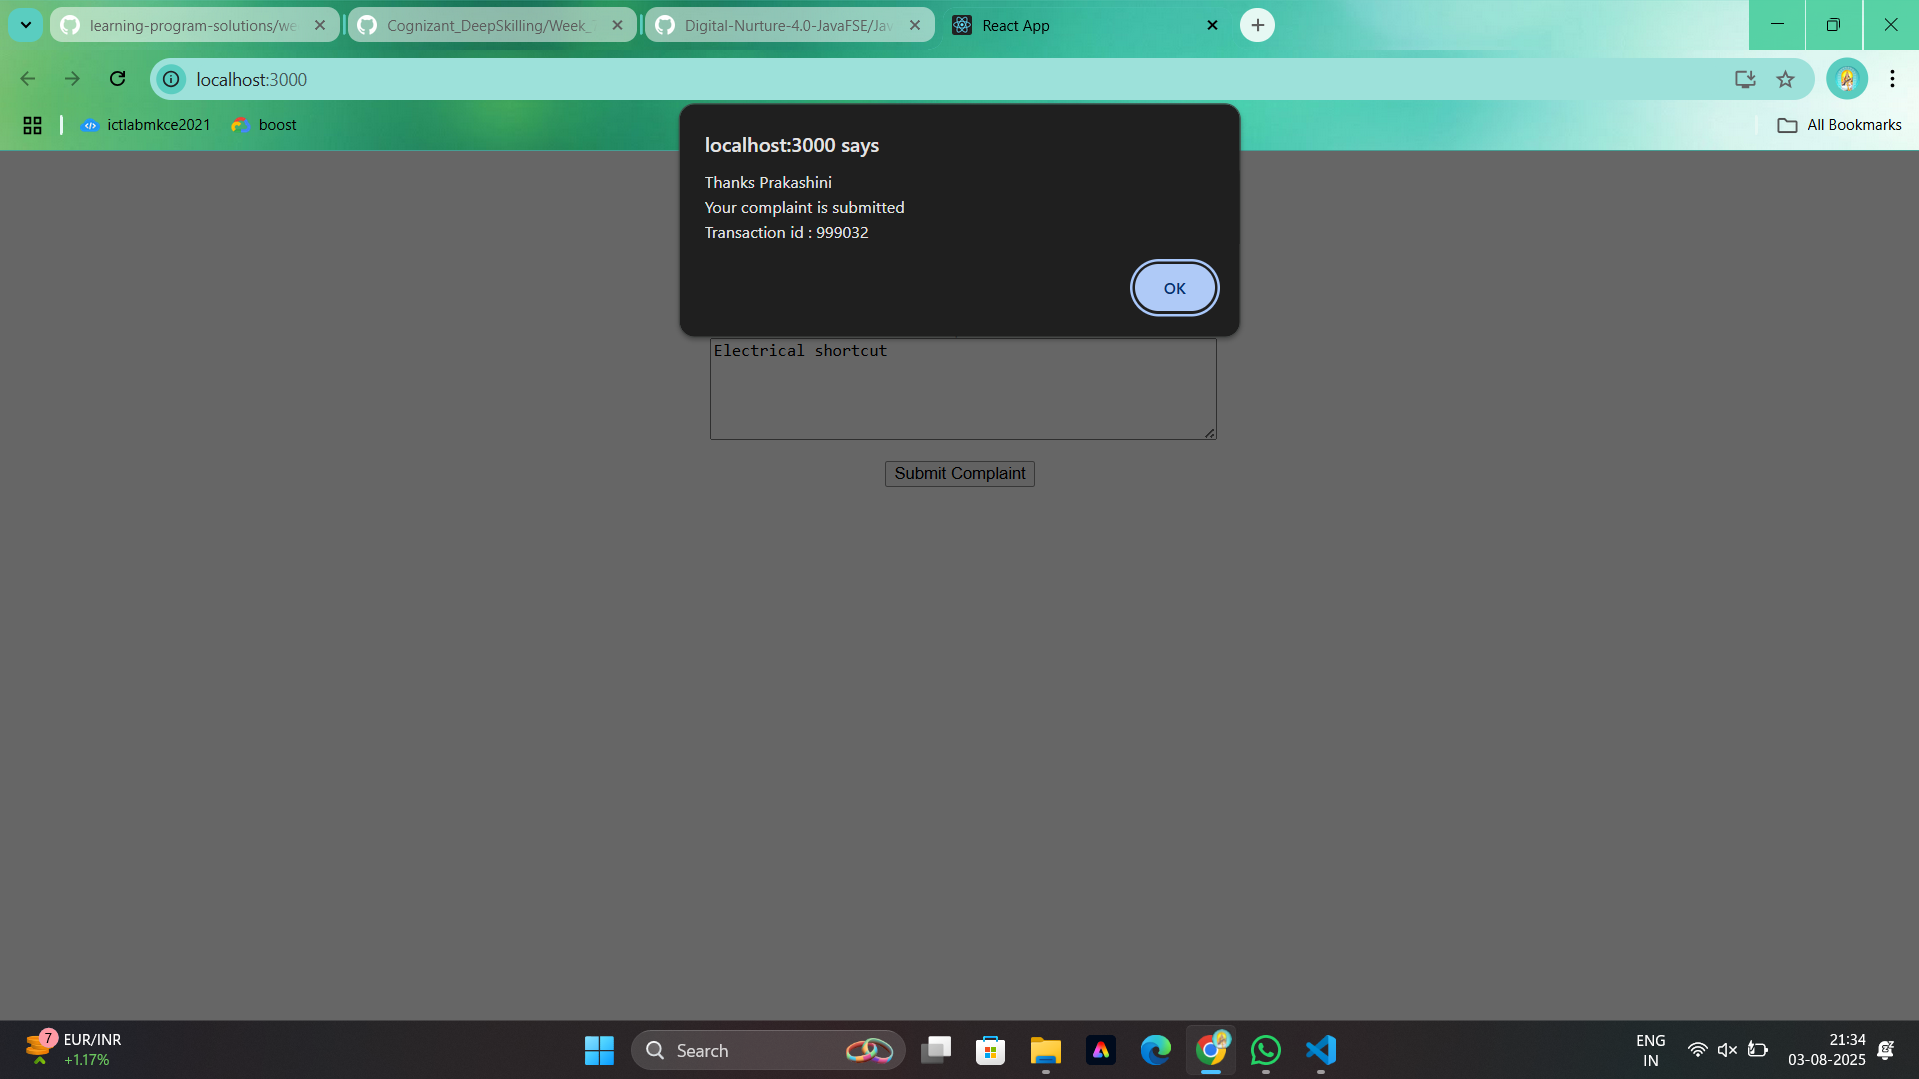 learning-program-solutions/we
Cognizant_DeepSkilling/Week_
Digital-Nurture-4.0-JavaFSE/Jav
React App
localhost:3000
ictlabmkce2021
boost
All Bookmarks
localhost:3000 says
Thanks Prakashini
Your complaint is submitted
Transaction id : 999032
OK
Electrical shortcut
Submit Complaint
7
EUR/INR
+1.17%
Search
ENG
IN
21:34
03-08-2025